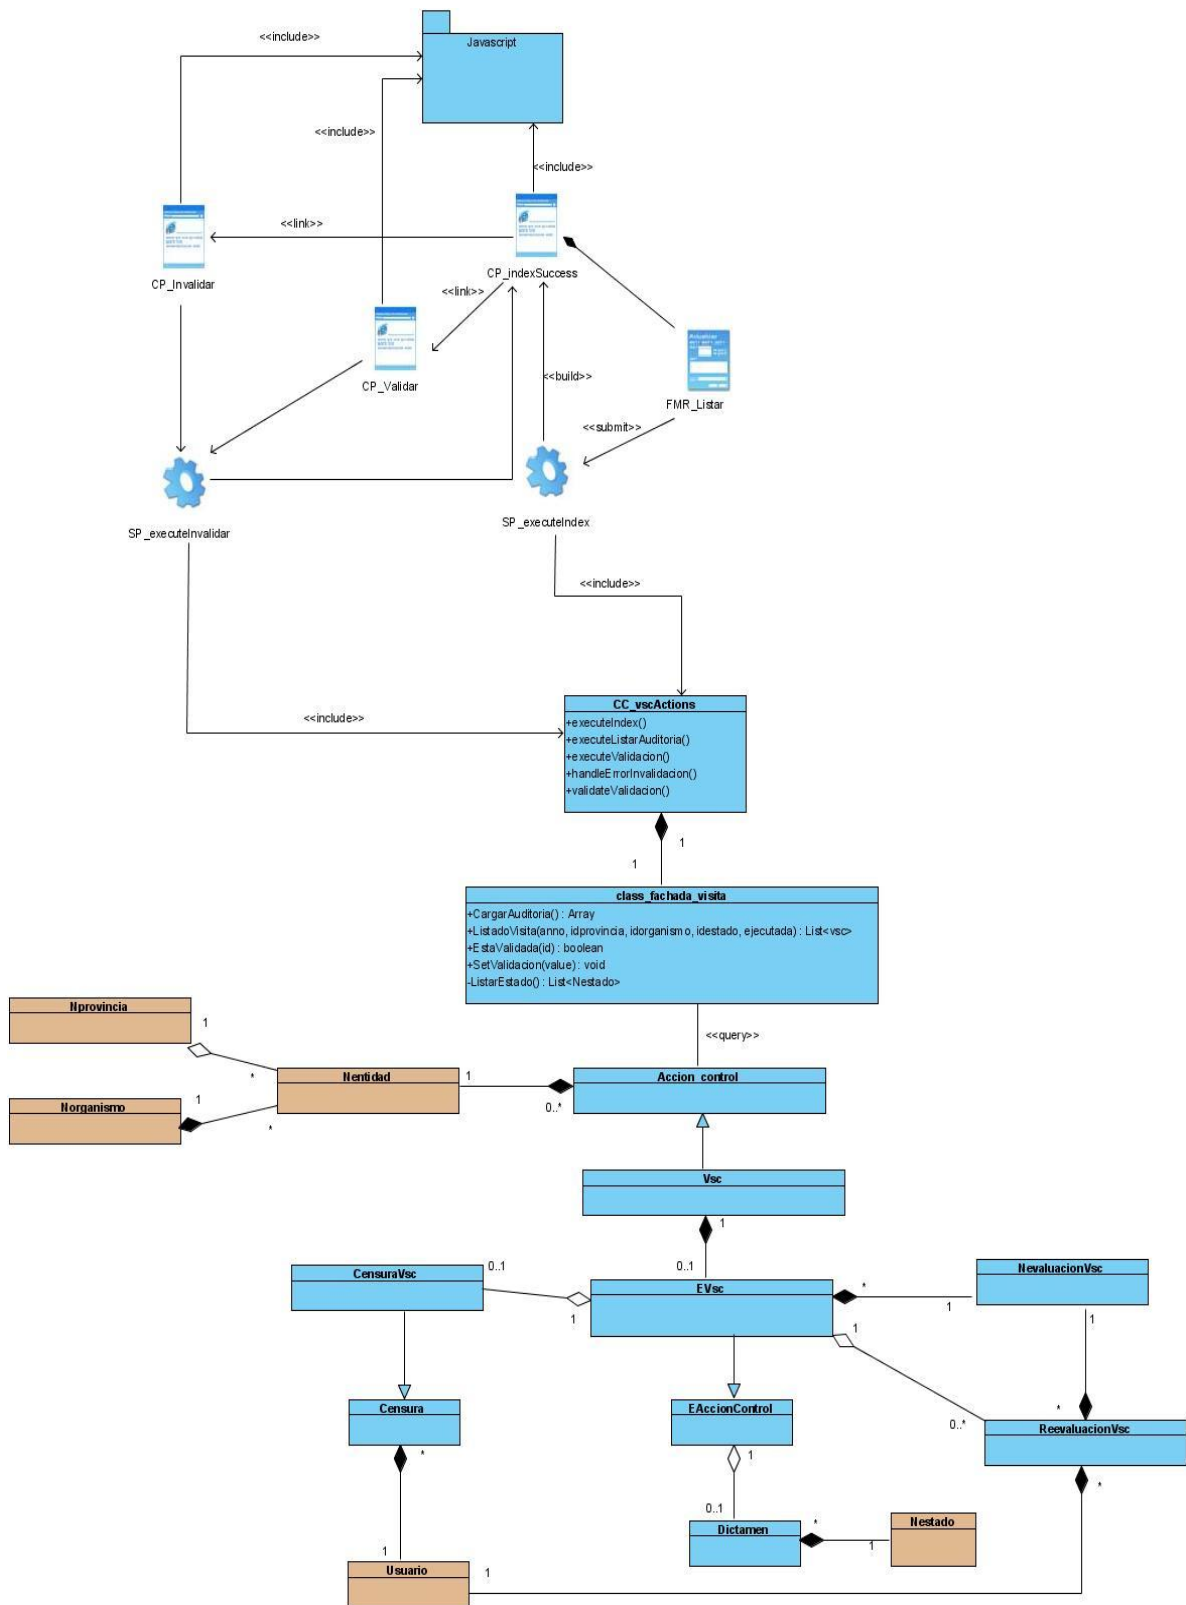 <<include>>
Javascript
<<include>>
<<include>>
<<link>>
CP_Invalidar
CP_indexSuccess
<<link>>
CP_Validar
<<build>>
FMR_Listar
<<submit>>
SP_executeInvalidar
SP_executeIndex
<<include>>
<<include>>
CC_vscActions
+executeIndex()
+executeListarAuditoria()
+executeValidacion()
+handleErrorInvalidacion()
+validateValidacion()
1
1
class_fachada_visita
+CargarAuditoria() : Array
+ListadoVisita(anno, idprovincia, idorganismo, idestado, ejecutada) : List<vsc>
+EstaValidada(id) : boolean
+SetValidacion(value) : void
-ListarEstado() : List<Nestado>
<<query>>
Nprovincia
1
*
Nentidad
1
0..*
Accion_control
Norganismo
1
*
Vsc
1
0..1
CensuraVsc
0..1
1
EVsc
*
1
NevaluacionVsc
1
1
0..*
*
Censura
*
EAccionControl
1
ReevaluacionVsc
*
0..1
Dictamen
*
1
Nestado
1
Usuario
1